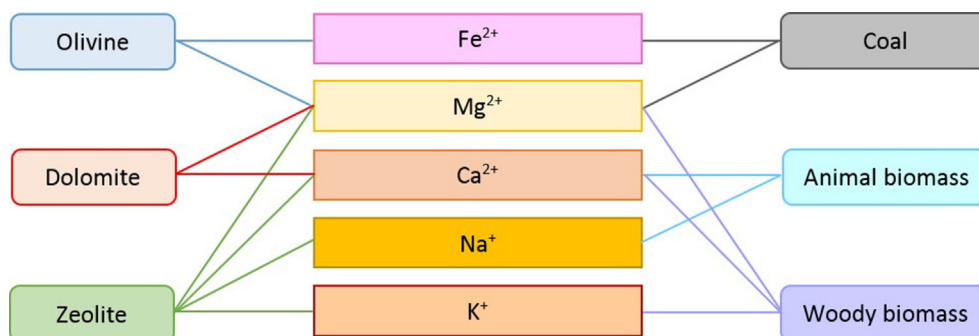 Olivine
Fe²⁺
Coal
Mg²⁺
Dolomite
Ca²⁺
Animal biomass
Na⁺
Zeolite
K⁺
Woody biomass